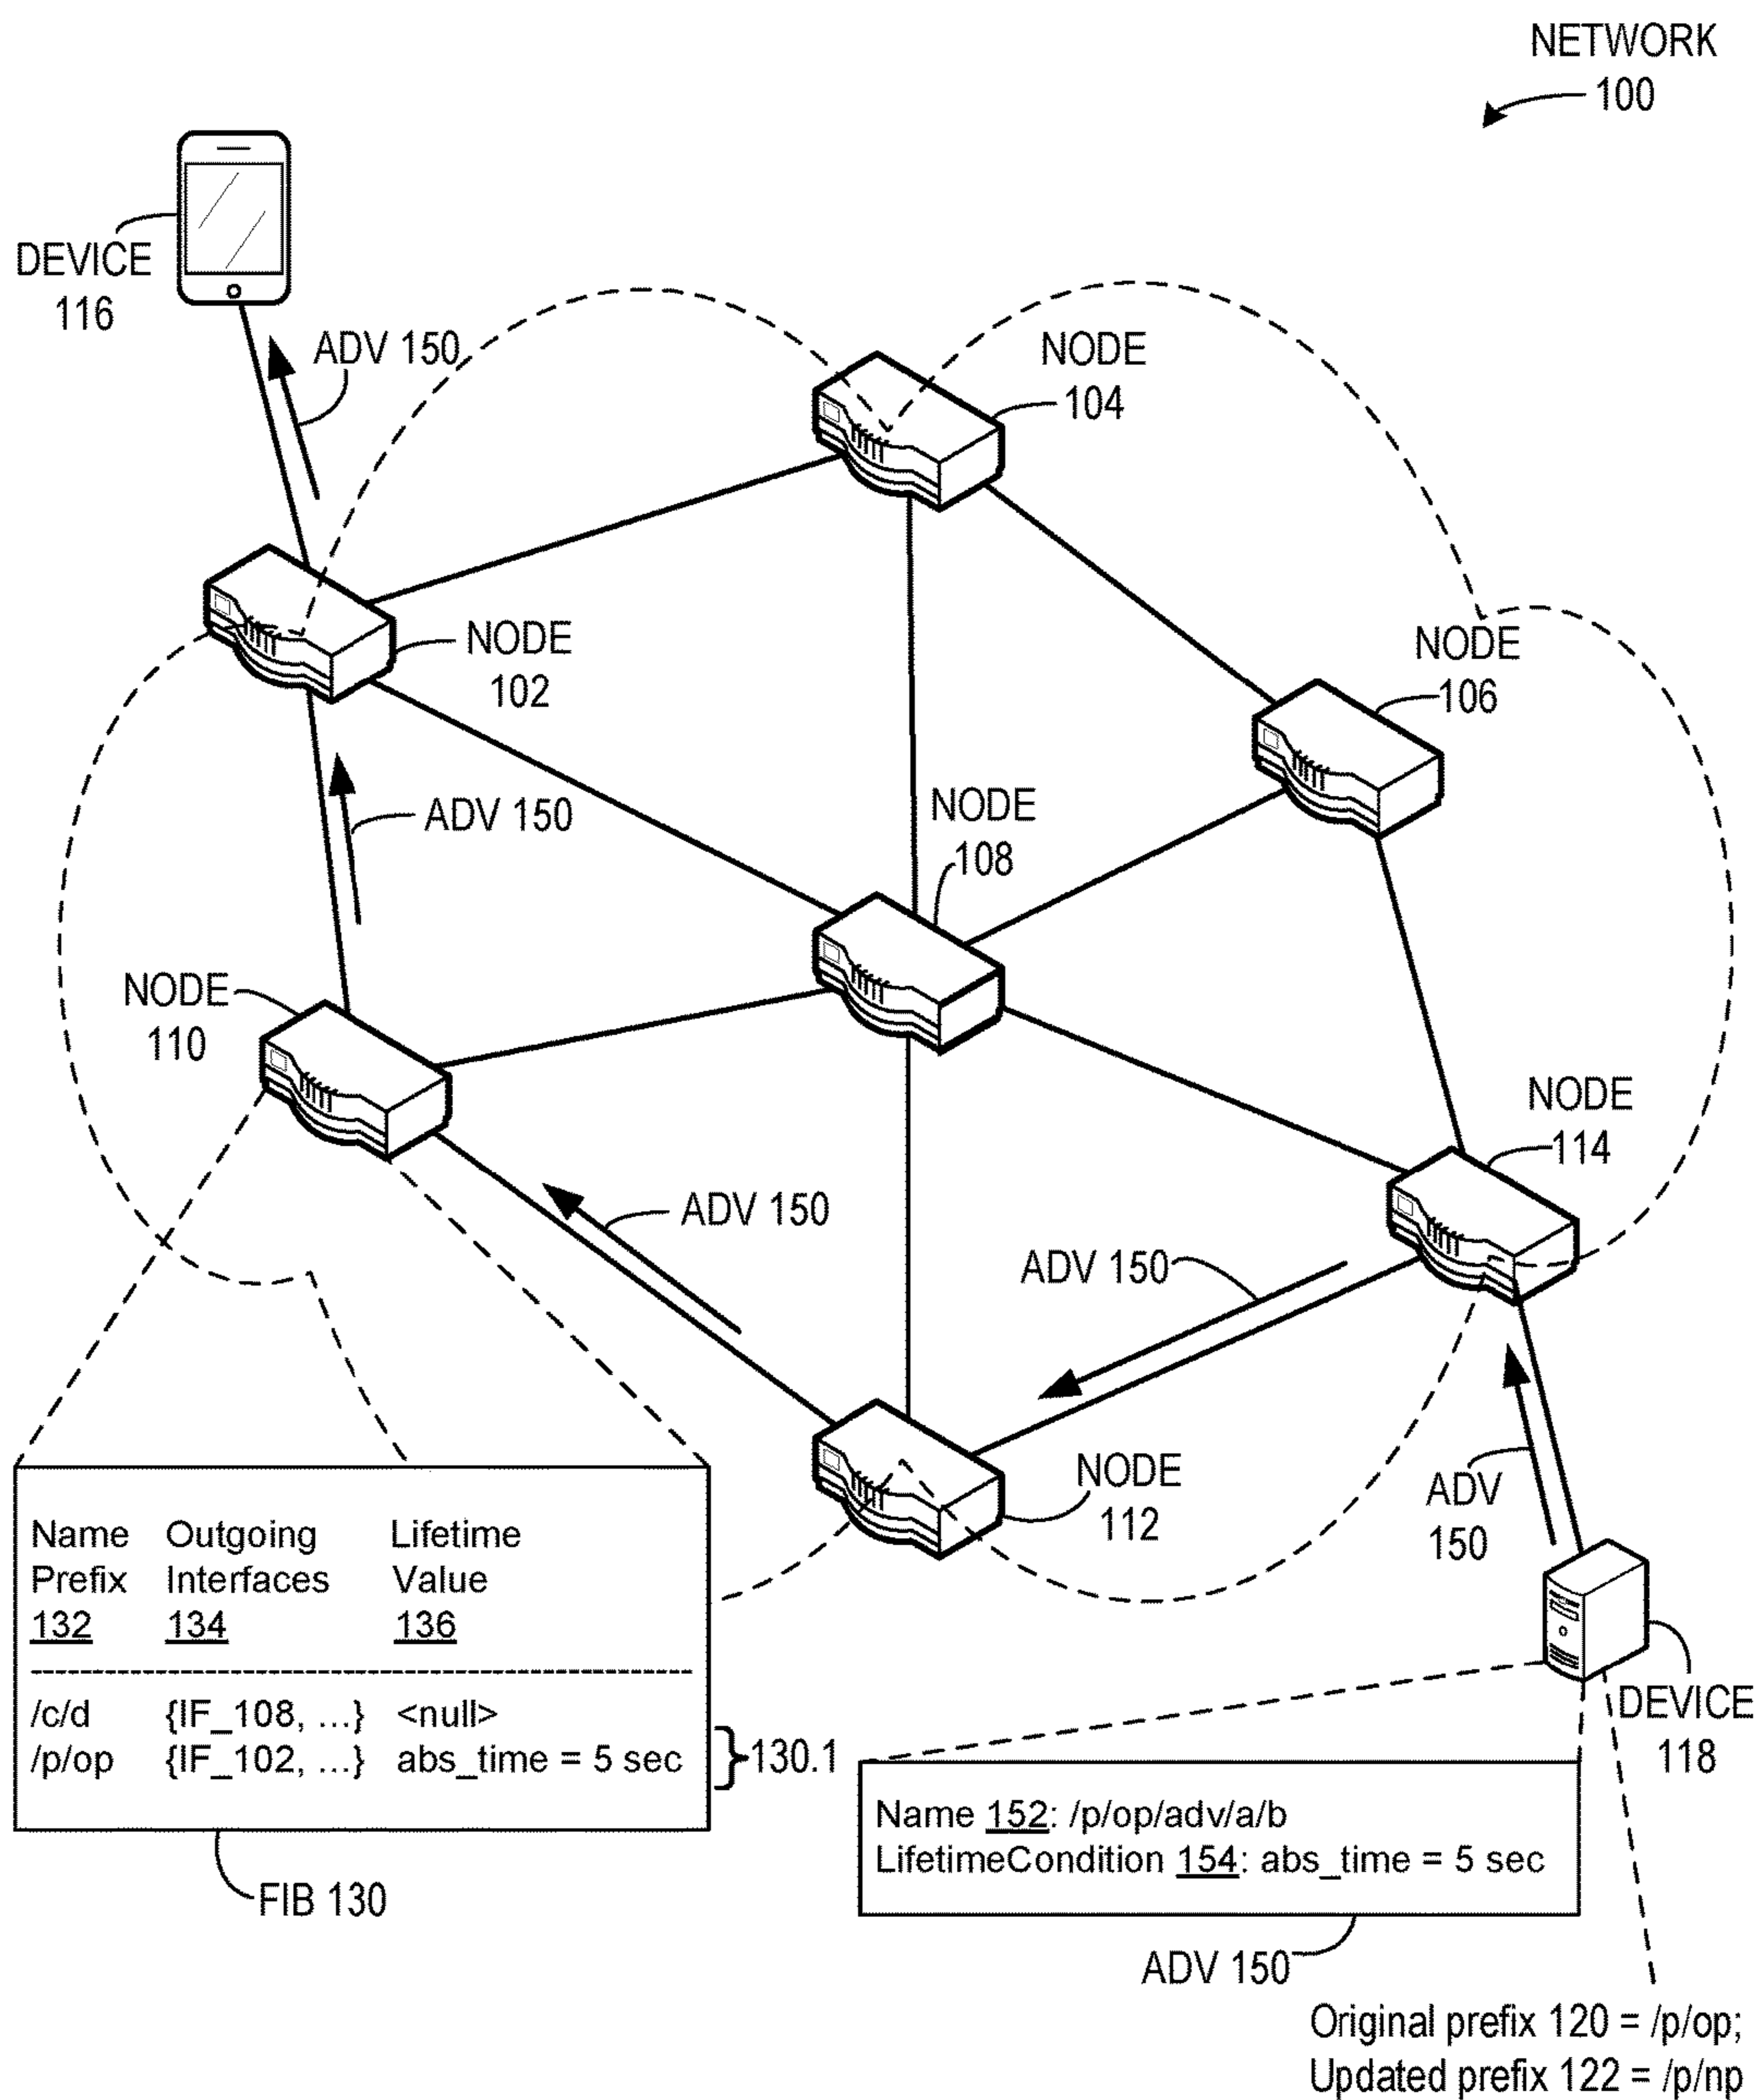 NETWORK
100
DEVICE
116
ADV 150
NODE
104
NODE
102
NODE
106
ADV 150
NODE
108
NODE
110
NODE
114
ADV 150
ADV 150
ADV
150
NODE
112
Name Outgoing Lifetime
Prefix Interfaces Value
132 134 136
/c/d {IF_108, ...} <null>
/p/op {IF_102, ...} abs_time = 5 sec
130.1
FIB 130
DEVICE
118
Name 152: /p/op/adv/a/b
LifetimeCondition 154: abs_time = 5 sec
ADV 150
Original prefix 120 = /p/op;
Updated prefix 122 = /p/np